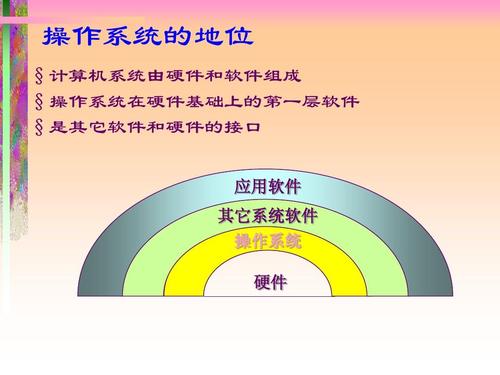 操作系统的地位
§计算机系统由硬件和软件组成
§操作系统在硬件基础上的第一层软件
§是其它软件和硬件的接口
应用软件
其它系统软件
操作系统
硬件